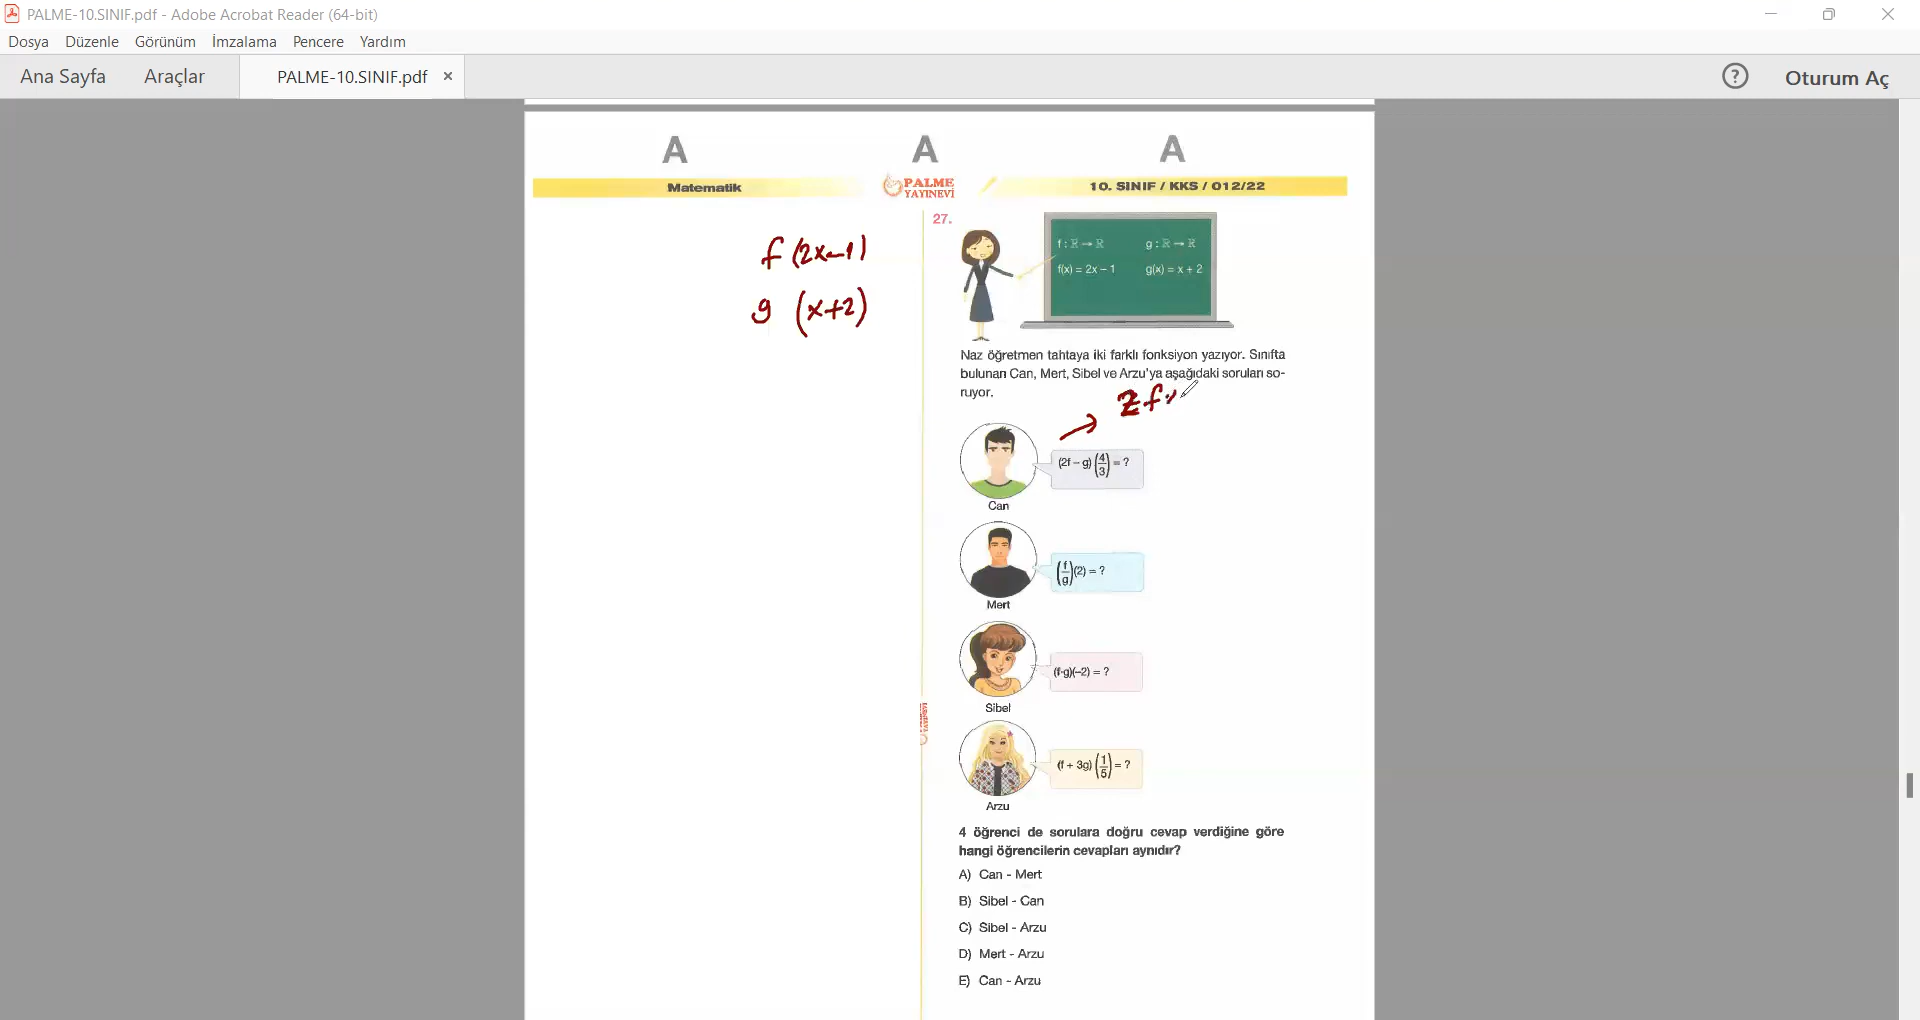 PALME-10.SINIF.pdf - Adobe Acrobat Reader (64-bit)
Dosya Düzenle Görünüm İmzalama Pencere Yardım
Ana Sayfa Araçlar PALME-10.SINIF.pdf × ? Oturum Aç
A A A
Matematik PALME YAYINEVİ 10. SINIF / KKS / 012/22
27.
f : ℝ → ℝ g : ℝ → ℝ
f(x) = 2x – 1 g(x) = x + 2
f (2x-1)
g (x+2)
Naz öğretmen tahtaya iki farklı fonksiyon yazıyor. Sınıfta
bulunan Can, Mert, Sibel ve Arzu'ya aşağıdaki soruları so-
ruyor.
→ 2f
(2f – g) (4/3) = ?
Can
(f/g)(2) = ?
Mert
(f·g)(–2) = ?
Sibel
(f + 3g) (1/5) = ?
Arzu
4 öğrenci de sorulara doğru cevap verdiğine göre
hangi öğrencilerin cevapları aynıdır?
A) Can - Mert
B) Sibel - Can
C) Sibel - Arzu
D) Mert - Arzu
E) Can - Arzu